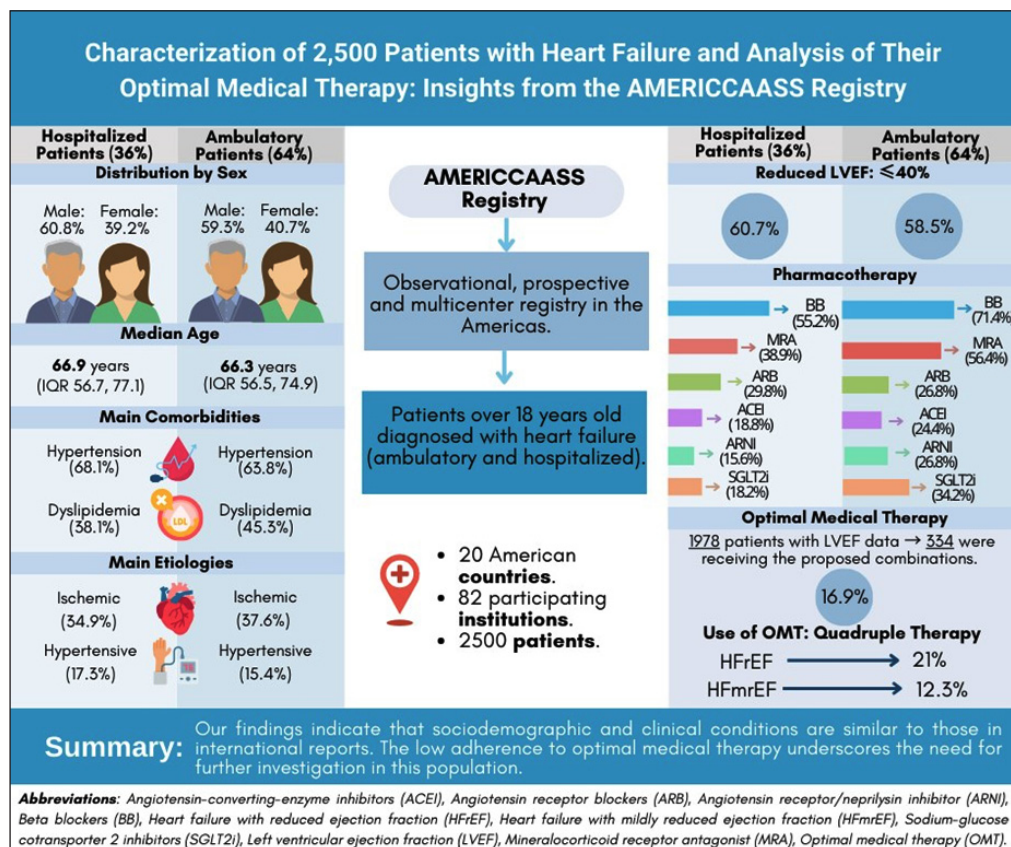 Characterization of 2,500 Patients with Heart Failure and Analysis of Their
Optimal Medical Therapy: Insights from the AMERICCAASS Registry
Hospitalized
Patients (36%)
Ambulatory
Patients (64%)
Distribution by Sex
Male:
60.8%
Female:
39.2%
Male:
59.3%
Female:
40.7%
Median Age
66.9 years
(IQR 56.7, 77.1)
66.3 years
(IQR 56.5, 74.9)
Main Comorbidities
Hypertension
(68.1%)
Hypertension
(63.8%)
Dyslipidemia
(38.1%)
LDL
Dyslipidemia
(45.3%)
Main Etiologies
Ischemic
(34.9%)
Ischemic
(37.6%)
Hypertensive
(17.3%)
Hypertensive
(15.4%)
AMERICCAASS
Registry
Observational, prospective
and multicenter registry in the
Americas.
Patients over 18 years old
diagnosed with heart failure
(ambulatory and hospitalized).
• 20 American
countries.
• 82 participating
institutions.
• 2500 patients.
Hospitalized
Patients (36%)
Ambulatory
Patients (64%)
Reduced LVEF: ⩽40%
60.7%
58.5%
Pharmacotherapy
BB
(55.2%)
MRA
(38.9%)
ARB
(29.8%)
ACEI
(18.8%)
ARNI
(15.6%)
SGLT2i
(18.2%)
BB
(71.4%)
MRA
(56.4%)
ARB
(26.8%)
ACEI
(24.4%)
ARNI
(26.8%)
SGLT2i
(34.2%)
Optimal Medical Therapy
1978 patients with LVEF data → 334 were
receiving the proposed combinations.
16.9%
Use of OMT: Quadruple Therapy
HFrEF → 21%
HFmrEF → 12.3%
Summary: Our findings indicate that sociodemographic and clinical conditions are similar to those in
international reports. The low adherence to optimal medical therapy underscores the need for
further investigation in this population.
Abbreviations: Angiotensin-converting-enzyme inhibitors (ACEI), Angiotensin receptor blockers (ARB), Angiotensin receptor/neprilysin inhibitor (ARNI),
Beta blockers (BB), Heart failure with reduced ejection fraction (HFrEF), Heart failure with mildly reduced ejection fraction (HFmrEF), Sodium-glucose
cotransporter 2 inhibitors (SGLT2i), Left ventricular ejection fraction (LVEF), Mineralocorticoid receptor antagonist (MRA), Optimal medical therapy (OMT).